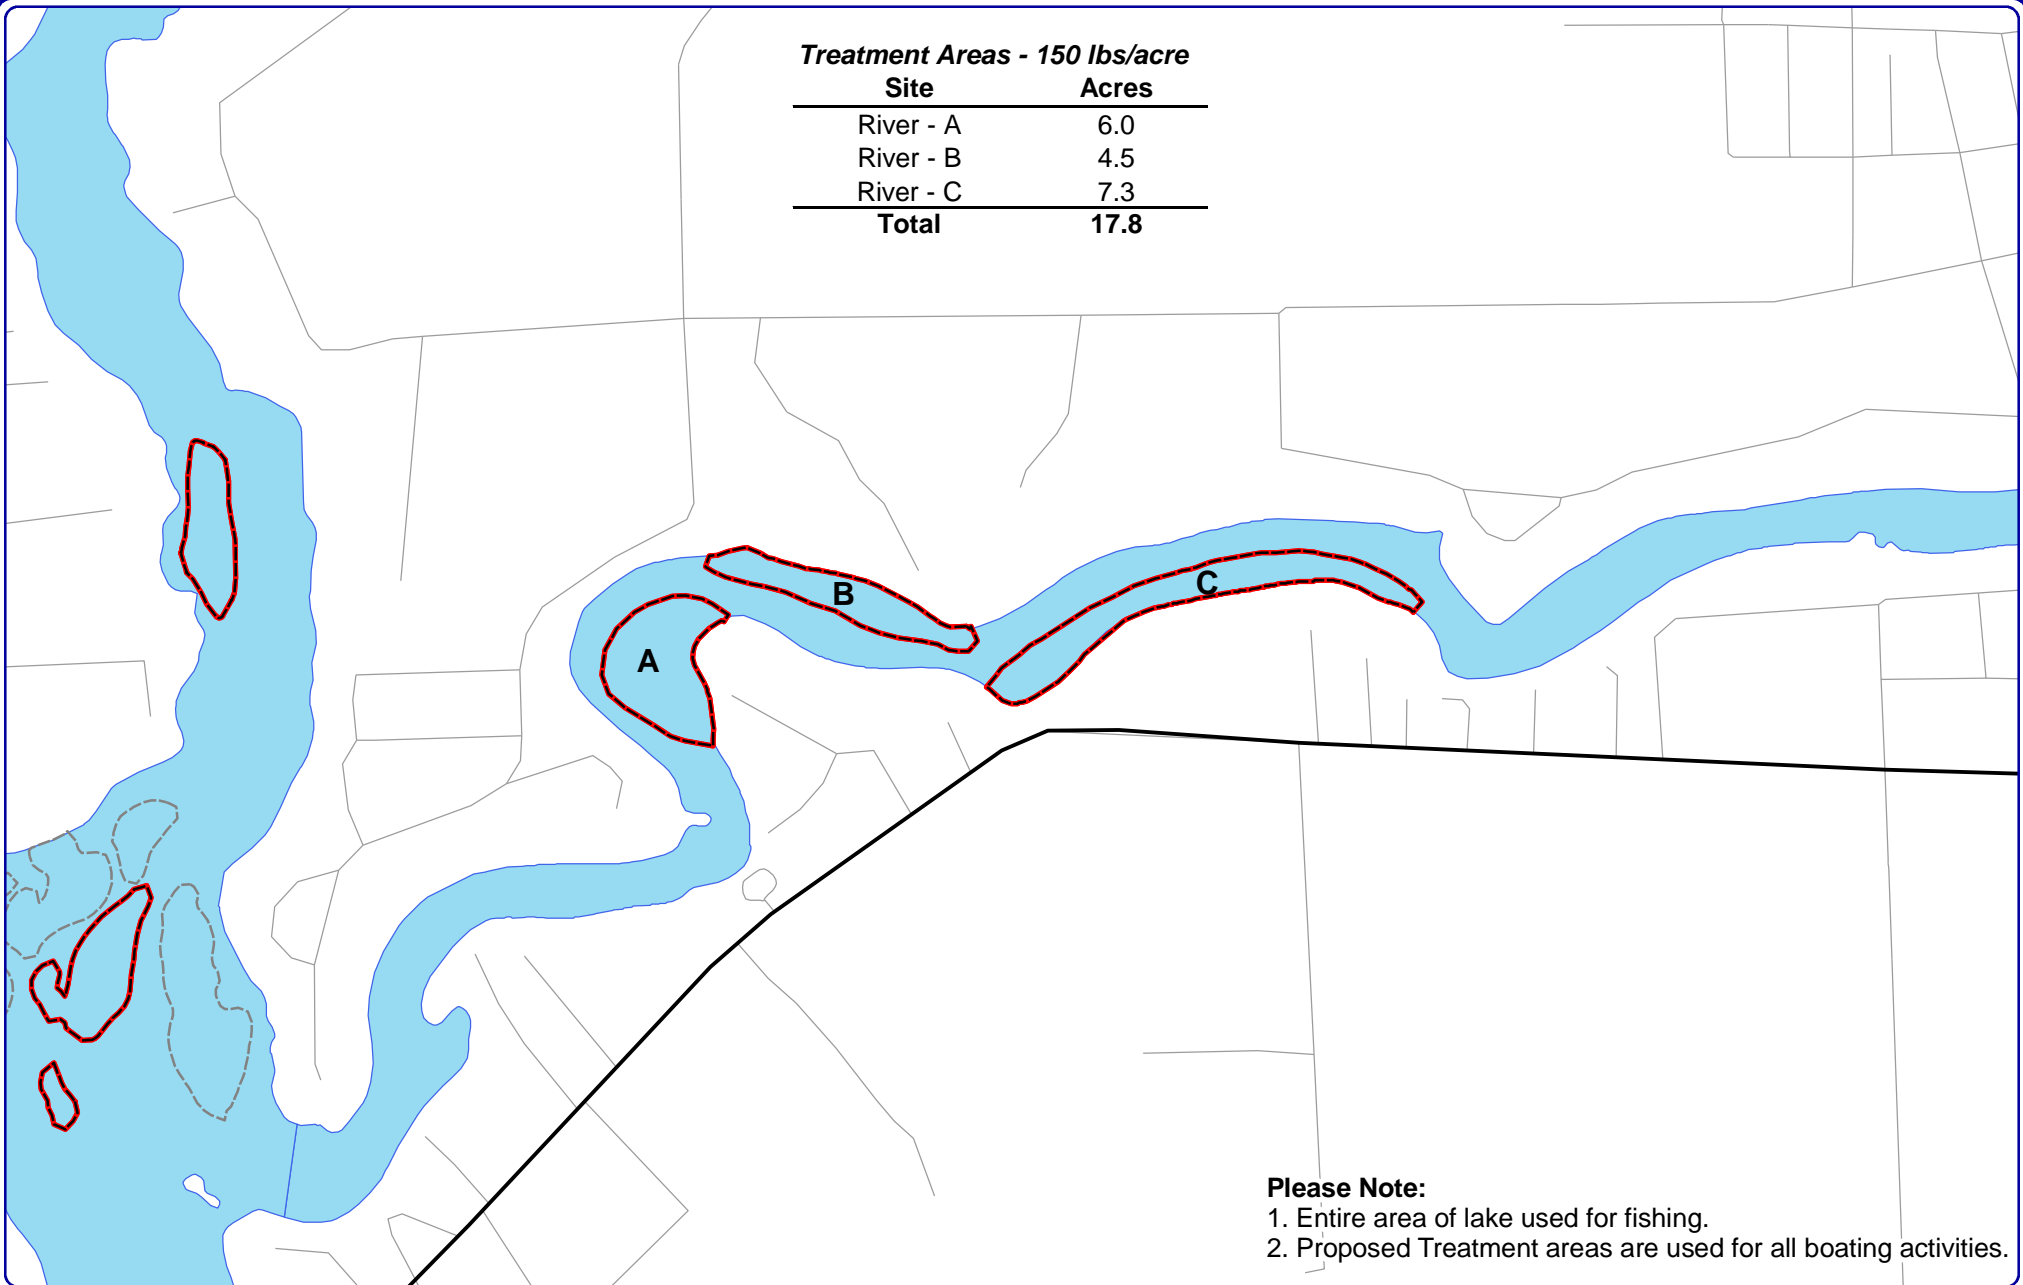 Treatment Areas - 150 lbs/acre
Site Acres
River - A 6.0
River - B 4.5
River - C 7.3
Total 17.8
B
C
A
Please Note:
1. Entire area of lake used for fishing.
2. Proposed Treatment areas are used for all boating activities.